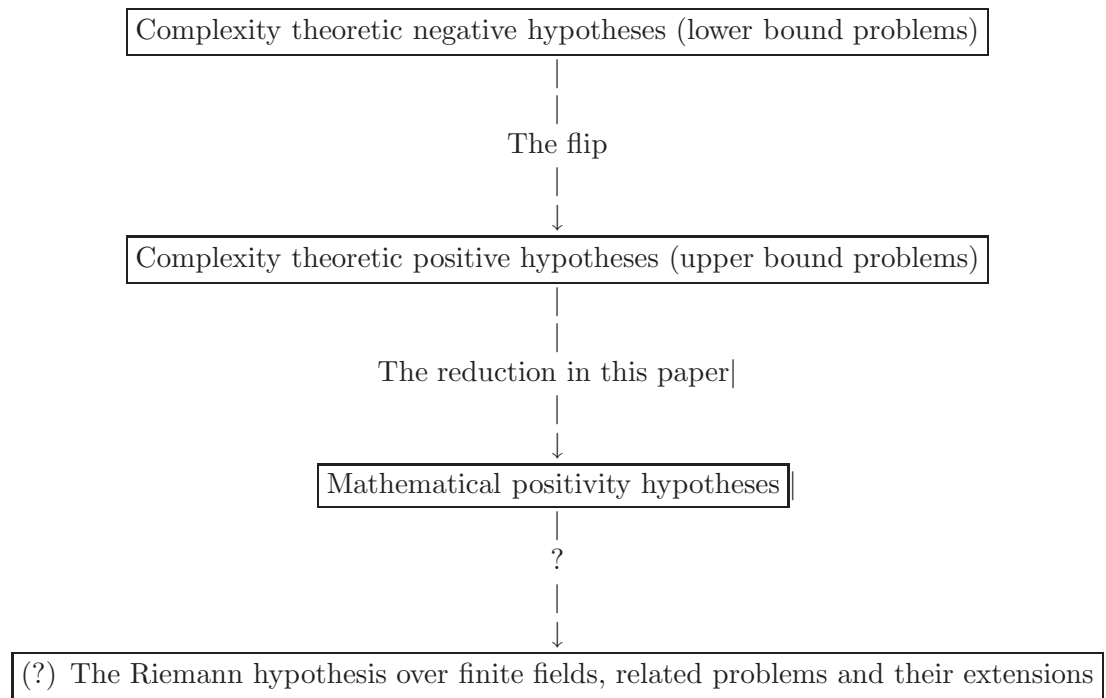 Complexity theoretic negative hypotheses (lower bound problems)
|
|
The flip
|
↓
Complexity theoretic positive hypotheses (upper bound problems)
|
|
The reduction in this paper|
|
↓
Mathematical positivity hypotheses|
|
?
|
↓
(?) The Riemann hypothesis over finite fields, related problems and their extensions